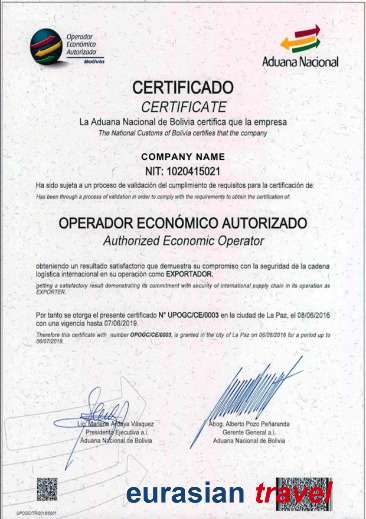 Operador
Económico
Autorizado
Bolivia
Aduana Nacional
CERTIFICADO
CERTIFICATE
La Aduana Nacional de Bolivia certifica que la empresa
The National Customs of Bolivia certifies that the company
COMPANY NAME
NIT: 1020415021
Ha sido sujeta a un proceso de validación del cumplimiento de requisitos para la certificación de:
Has been through a process of validation in order to comply with the requirements to obtain the certification of:
OPERADOR ECONÓMICO AUTORIZADO
Authorized Economic Operator
obteniendo un resultado satisfactorio que demuestra su compromiso con la seguridad de la cadena
logística internacional en su operación como EXPORTADOR.
getting a satisfactory result demonstrating its commitment with security of international supply chain in its operation as
EXPORTER.
Por tanto se otorga el presente certificado N° UPOGC/CE/0003 en la ciudad de La Paz, el 08/06/2016
con una vigencia hasta 07/06/2019.
Therefore this certificate with number OPOGC/CE/0003, is granted in the city of La Paz on 06/08/2016 for a period up to
06/07/2019.
Lic. Marlene Ardaya Vásquez
Presidenta Ejecutiva a.i.
Aduana Nacional de Bolivia
Abog. Alberto Pozo Peñaranda
Gerente General a.i.
Aduana Nacional de Bolivia
eurasian travel